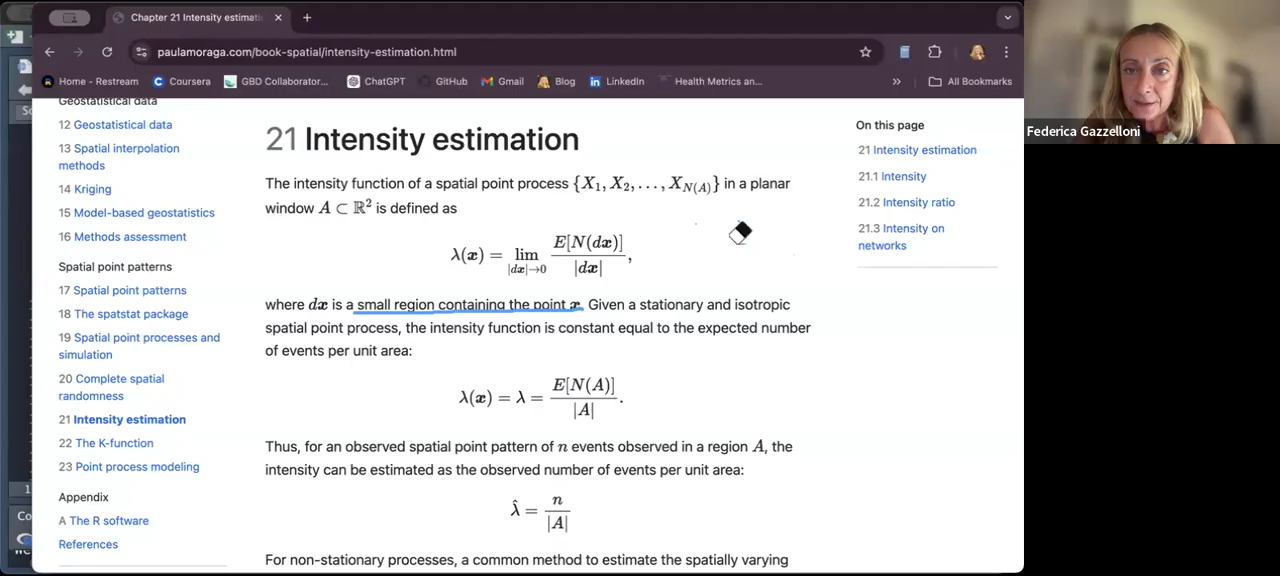 Chapter 21 Intensity estimati
paulamoraga.com/book-spatial/intensity-estimation.html
Home - Restream
Coursera
GBD Collaborator...
ChatGPT
GitHub
Gmail
Blog
LinkedIn
Health Metrics an...
All Bookmarks
Geostatistical data
12 Geostatistical data
13 Spatial interpolation
methods
14 Kriging
15 Model-based geostatistics
16 Methods assessment
Spatial point patterns
17 Spatial point patterns
18 The spatstat package
19 Spatial point processes and
simulation
20 Complete spatial
randomness
21 Intensity estimation
22 The K-function
23 Point process modeling
Appendix
A The R software
References
21 Intensity estimation
The intensity function of a spatial point process {X₁, X₂, . . . , X_{N(A)}} in a planar
window A ⊂ ℝ² is defined as
λ(x) = lim_{|dx|→0} E[N(dx)] / |dx|,
where dx is a small region containing the point x. Given a stationary and isotropic
spatial point process, the intensity function is constant equal to the expected number
of events per unit area:
λ(x) = λ = E[N(A)] / |A|.
Thus, for an observed spatial point pattern of n events observed in a region A, the
intensity can be estimated as the observed number of events per unit area:
λ̂ = n / |A|
For non-stationary processes, a common method to estimate the spatially varying
On this page
21 Intensity estimation
21.1 Intensity
21.2 Intensity ratio
21.3 Intensity on
networks
Federica Gazzelloni